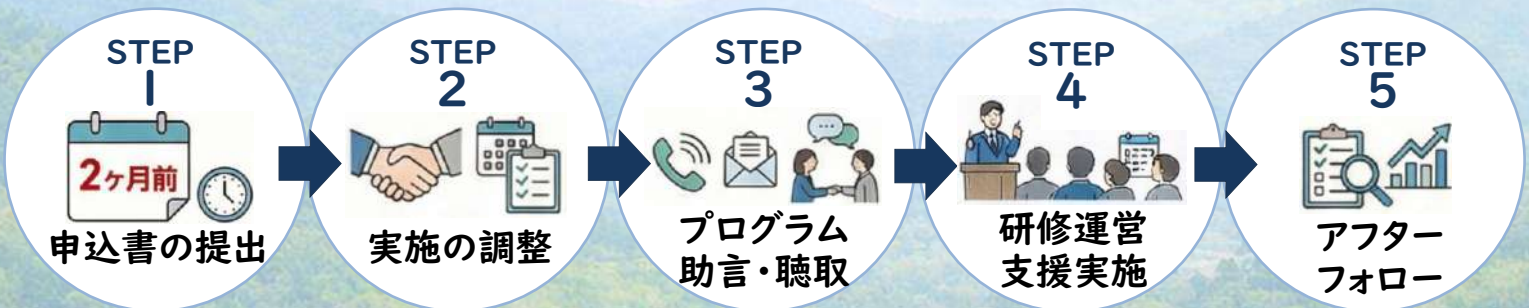 STEP
1
2ヶ月前
申込書の提出
STEP
2
実施の調整
STEP
3
プログラム
助言・聴取
STEP
4
研修運営
支援実施
STEP
5
アフター
フォロー